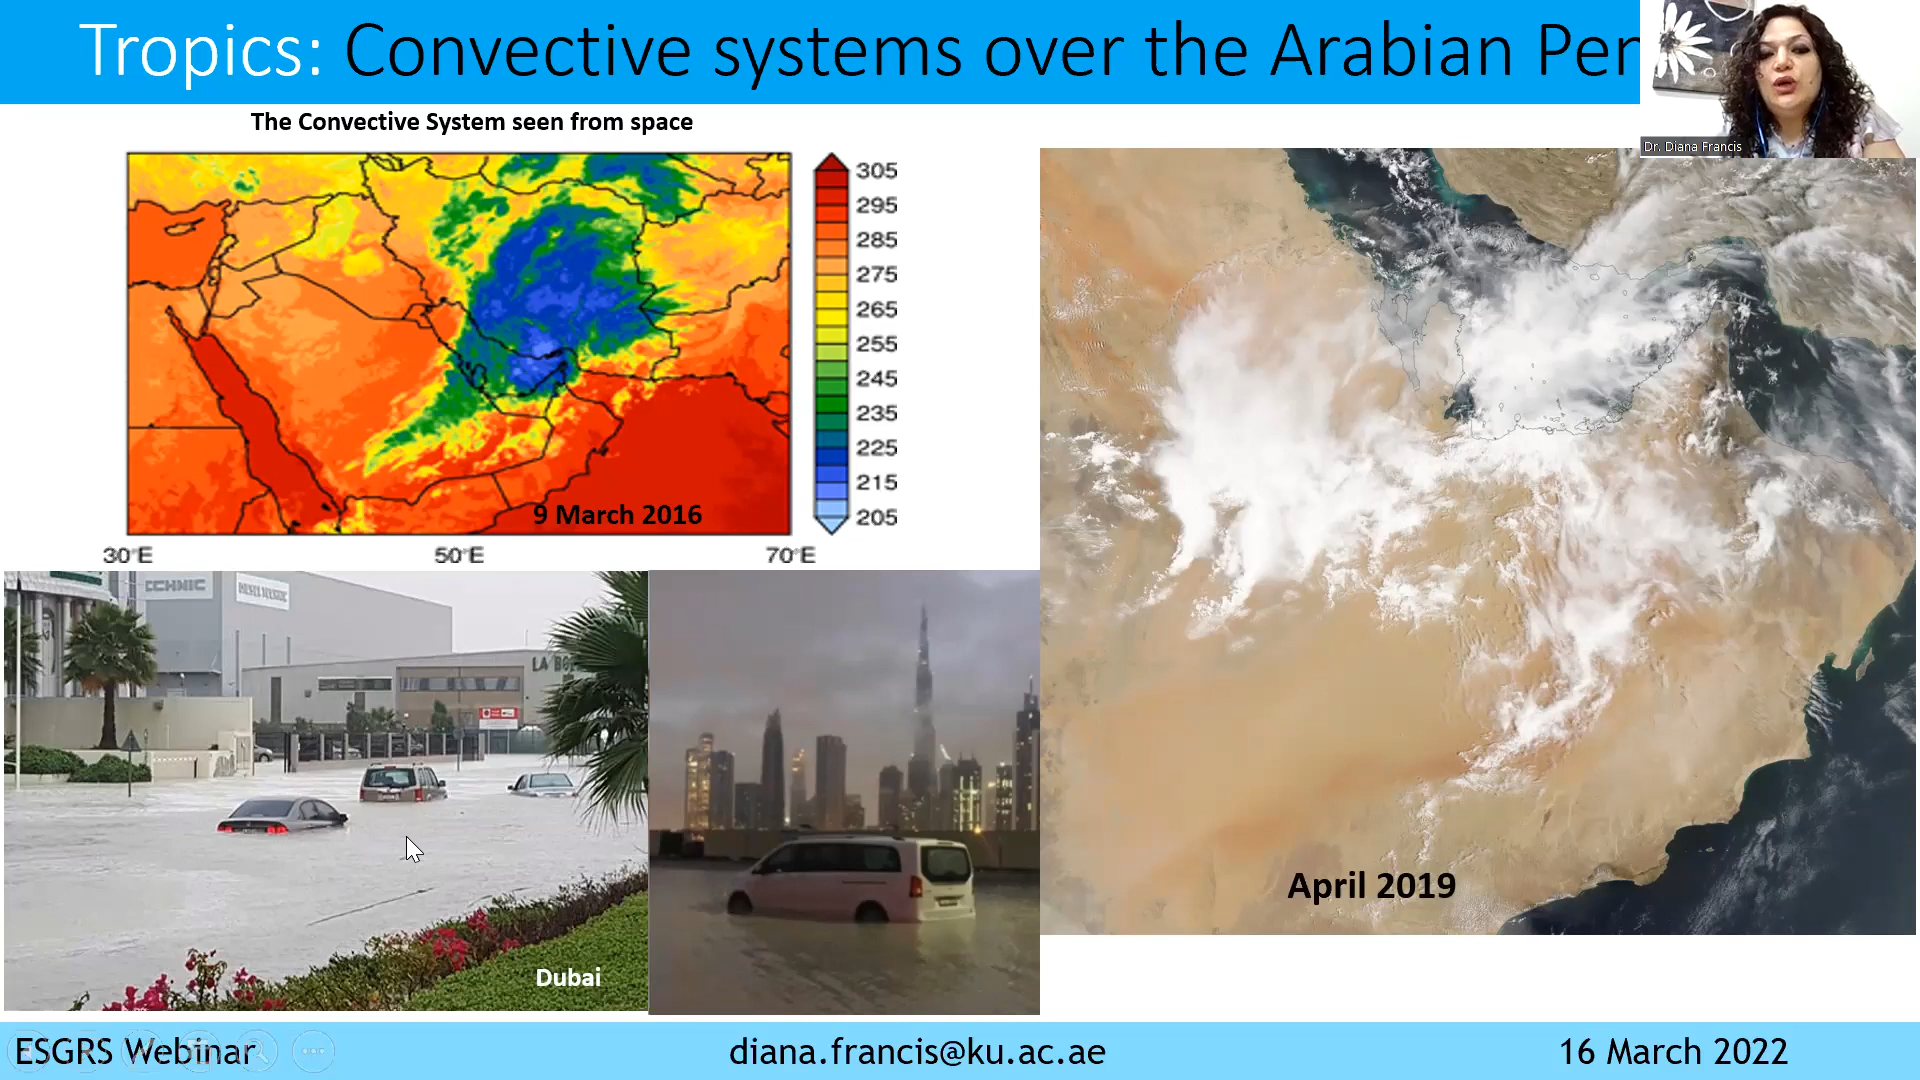 Tropics: Convective systems over the Arabian Pen
Dr. Diana Francis
The Convective System seen from space
305
295
285
275
265
255
245
235
225
215
205
9 March 2016
30°E
50°E
70°E
April 2019
LA
Dubai
ESGRS Webinar
diana.francis@ku.ac.ae
16 March 2022